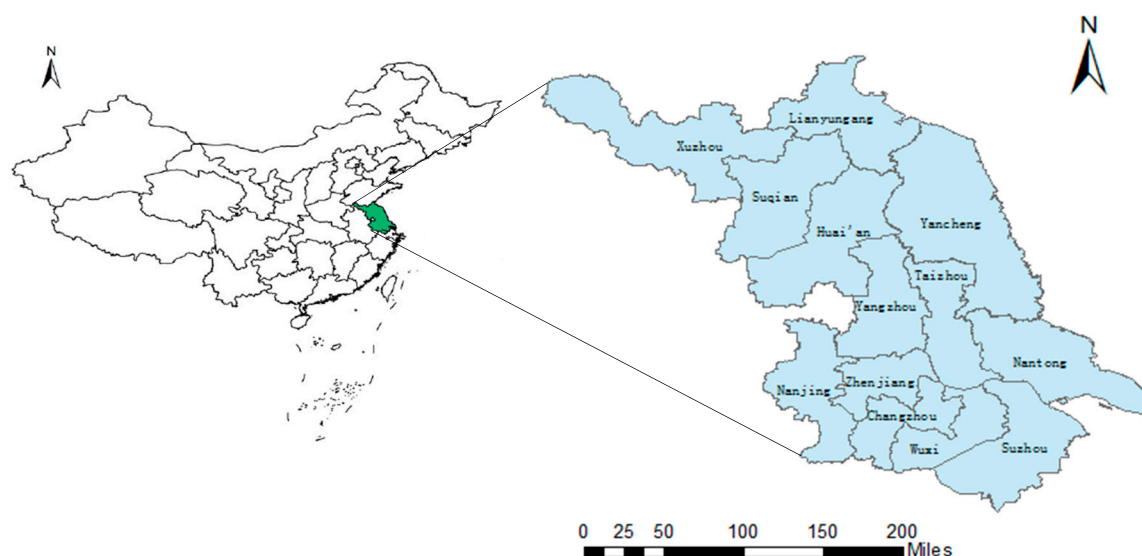 N
N
Lianyungang
Xuzhou
Suqian
Huai'an
Yancheng
Taizhou
Yangzhou
Nantong
Zhenjiang
Nanjing
Changzhou
Wuxi
Suzhou
0 25 50 100 150 200
Miles